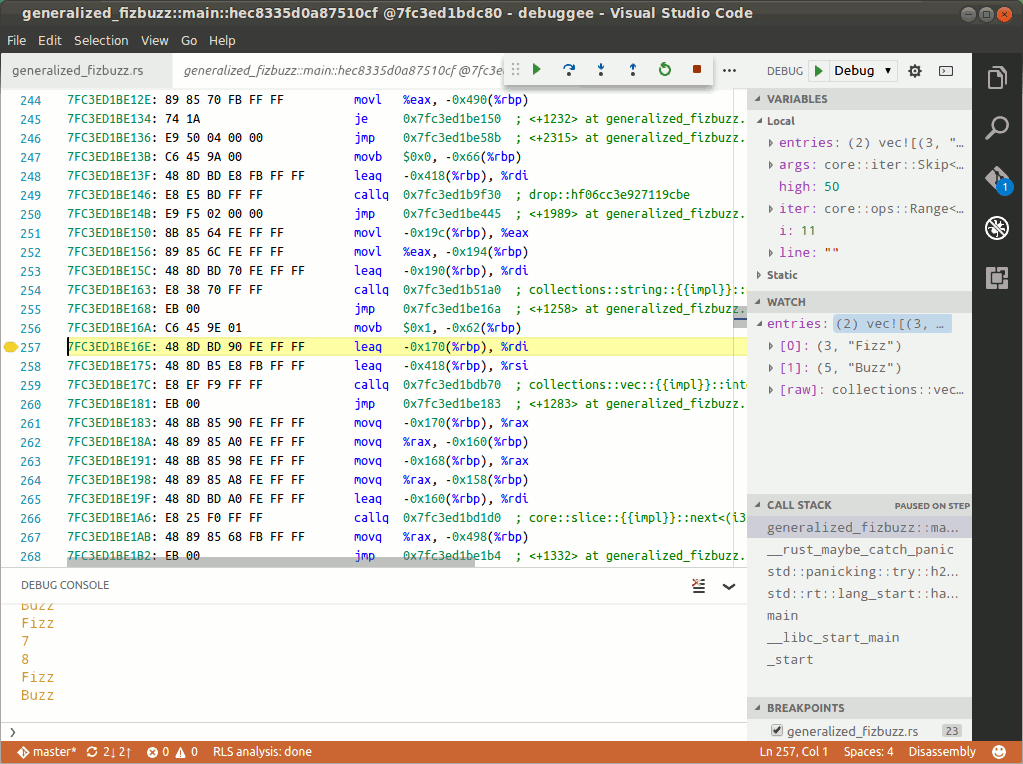 generalized_fizbuzz::main::hec8335d0a87510cf @7fc3ed1bdc80 - debuggee - Visual Studio Code
File Edit Selection View Go Help
generalized_fizbuzz.rs generalized_fizbuzz::main::hec8335d0a87510cf @7fc3e
244 7FC3ED1BE12E: 89 85 70 FB FF FF movl %eax, -0x490(%rbp)
245 7FC3ED1BE134: 74 1A je 0x7fc3ed1be150 ; <+1232> at generalized_fizbuzz.
246 7FC3ED1BE136: E9 50 04 00 00 jmp 0x7fc3ed1be58b ; <+2315> at generalized_fizbuzz.
247 7FC3ED1BE13B: C6 45 9A 00 movb $0x0, -0x66(%rbp)
248 7FC3ED1BE13F: 48 8D BD E8 FB FF FF leaq -0x418(%rbp), %rdi
249 7FC3ED1BE146: E8 E5 BD FF FF callq 0x7fc3ed1b9f30 ; drop::hf06cc3e927119cbe
250 7FC3ED1BE14B: E9 F5 02 00 00 jmp 0x7fc3ed1be445 ; <+1989> at generalized_fizbuzz.
251 7FC3ED1BE150: 8B 85 64 FE FF FF movl -0x19c(%rbp), %eax
252 7FC3ED1BE156: 89 85 6C FE FF FF movl %eax, -0x194(%rbp)
253 7FC3ED1BE15C: 48 8D BD 70 FE FF FF leaq -0x190(%rbp), %rdi
254 7FC3ED1BE163: E8 38 70 FF FF callq 0x7fc3ed1b51a0 ; collections::string::{{impl}}::
255 7FC3ED1BE168: EB 00 jmp 0x7fc3ed1be16a ; <+1258> at generalized_fizbuzz.
256 7FC3ED1BE16A: C6 45 9E 01 movb $0x1, -0x62(%rbp)
257 7FC3ED1BE16E: 48 8D BD 90 FE FF FF leaq -0x170(%rbp), %rdi
258 7FC3ED1BE175: 48 8D B5 E8 FB FF FF leaq -0x418(%rbp), %rsi
259 7FC3ED1BE17C: E8 EF F9 FF FF callq 0x7fc3ed1bdb70 ; collections::vec::{{impl}}::int
260 7FC3ED1BE181: EB 00 jmp 0x7fc3ed1be183 ; <+1283> at generalized_fizbuzz.
261 7FC3ED1BE183: 48 8B 85 90 FE FF FF movq -0x170(%rbp), %rax
262 7FC3ED1BE18A: 48 89 85 A0 FE FF FF movq %rax, -0x160(%rbp)
263 7FC3ED1BE191: 48 8B 85 98 FE FF FF movq -0x168(%rbp), %rax
264 7FC3ED1BE198: 48 89 85 A8 FE FF FF movq %rax, -0x158(%rbp)
265 7FC3ED1BE19F: 48 8D BD A0 FE FF FF leaq -0x160(%rbp), %rdi
266 7FC3ED1BE1A6: E8 25 F0 FF FF callq 0x7fc3ed1bd1d0 ; core::slice::{{impl}}::next<(i3
267 7FC3ED1BE1AB: 48 89 85 68 FB FF FF movq %rax, -0x498(%rbp)
268 7FC3ED1BE1B2: EB 00 jmp 0x7fc3ed1be1b4 ; <+1332> at generalized_fizbuzz.
DEBUG CONSOLE
Buzz
Fizz
7
8
Fizz
Buzz
DEBUG Debug
VARIABLES
Local
entries: (2) vec![(3, "…
args: core::iter::Skip<…
high: 50
iter: core::ops::Range<…
i: 11
line: ""
Static
WATCH
entries: (2) vec![(3, …
[0]: (3, "Fizz")
[1]: (5, "Buzz")
[raw]: collections::vec…
CALL STACK PAUSED ON STEP
generalized_fizbuzz::ma…
__rust_maybe_catch_panic
std::panicking::try::h2…
std::rt::lang_start::ha…
main
__libc_start_main
_start
BREAKPOINTS
generalized_fizbuzz.rs 23
1
master* 2↓ 2↑ 0 0 RLS analysis: done Ln 257, Col 1 Spaces: 4 Disassembly